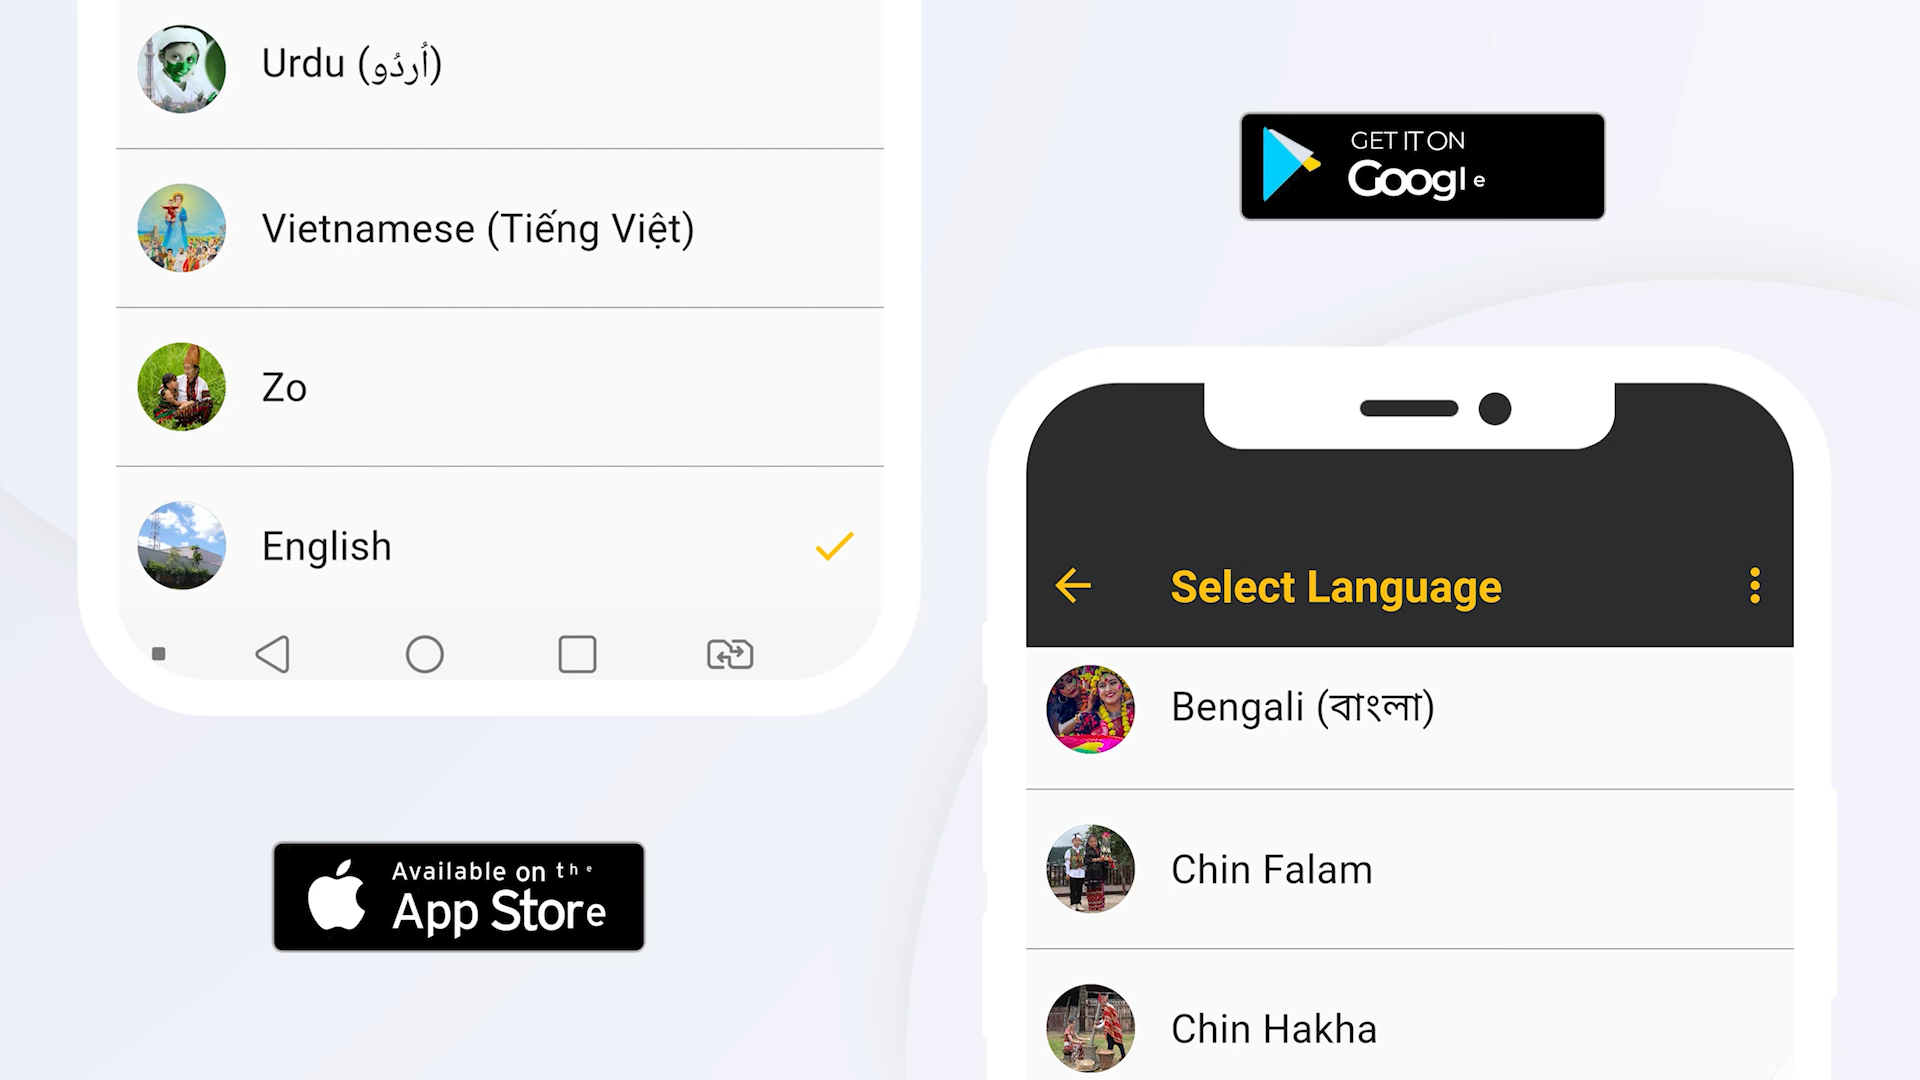 Urdu (اُردُو)
Vietnamese (Tiếng Việt)
Zo
English
Available on the
App Store
GET IT ON
Google
Select Language
Bengali (বাংলা)
Chin Falam
Chin Hakha